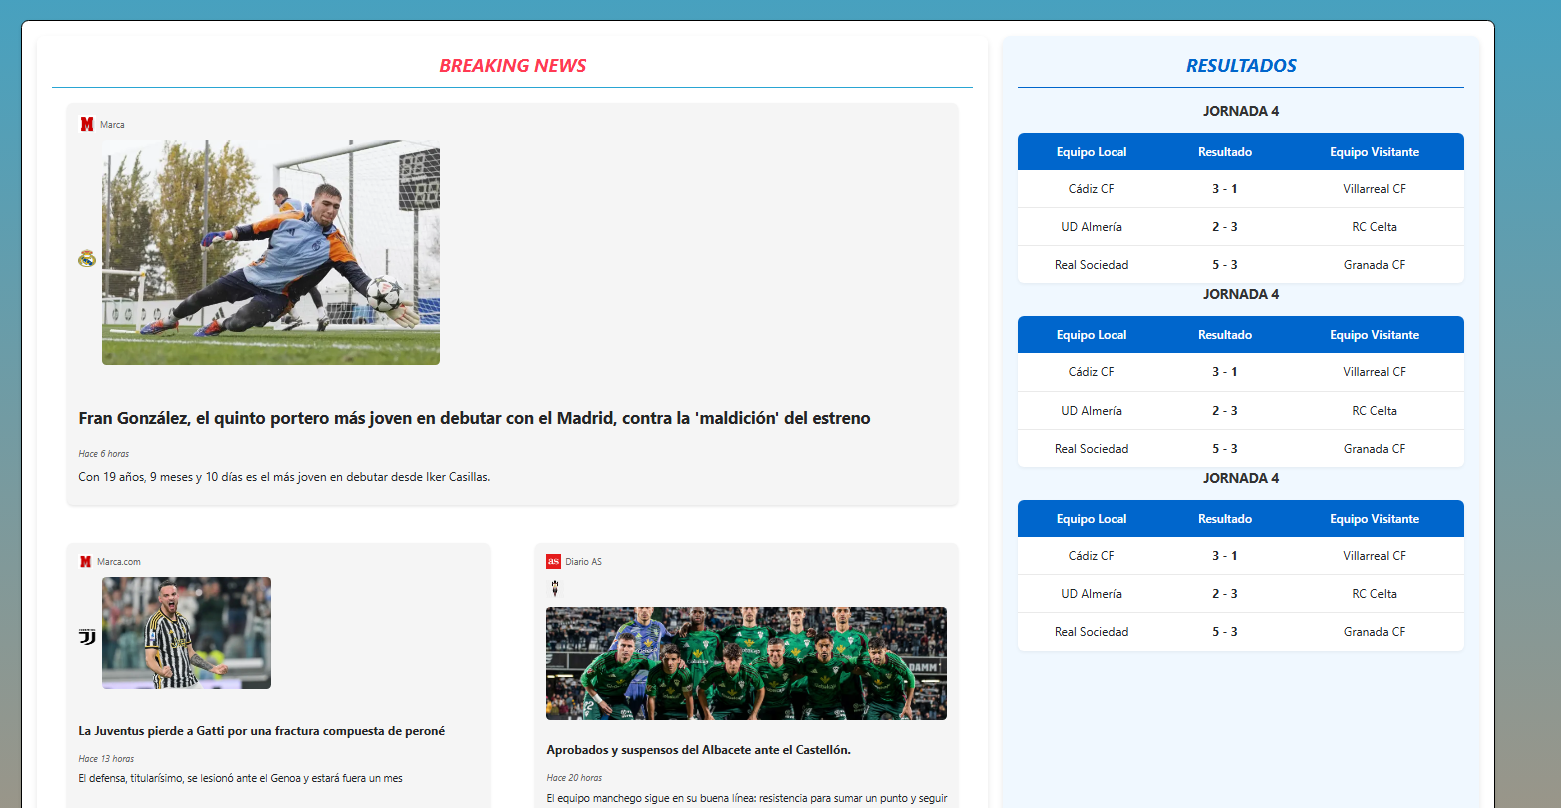 BREAKING NEWS
Marca
Fran González, el quinto portero más joven en debutar con el Madrid, contra la 'maldición' del estreno
Hace 6 horas
Con 19 años, 9 meses y 10 días es el más joven en debutar desde Iker Casillas.
Marca.com
La Juventus pierde a Gatti por una fractura compuesta de peroné
Hace 13 horas
El defensa, titularísimo, se lesionó ante el Genoa y estará fuera un mes
as Diario AS
DAMM
Aprobados y suspensos del Albacete ante el Castellón.
Hace 20 horas
El equipo manchego sigue en su buena línea: resistencia para sumar un punto y seguir
RESULTADOS
JORNADA 4
Equipo Local Resultado Equipo Visitante
Cádiz CF 3 - 1 Villarreal CF
UD Almería 2 - 3 RC Celta
Real Sociedad 5 - 3 Granada CF
JORNADA 4
Equipo Local Resultado Equipo Visitante
Cádiz CF 3 - 1 Villarreal CF
UD Almería 2 - 3 RC Celta
Real Sociedad 5 - 3 Granada CF
JORNADA 4
Equipo Local Resultado Equipo Visitante
Cádiz CF 3 - 1 Villarreal CF
UD Almería 2 - 3 RC Celta
Real Sociedad 5 - 3 Granada CF